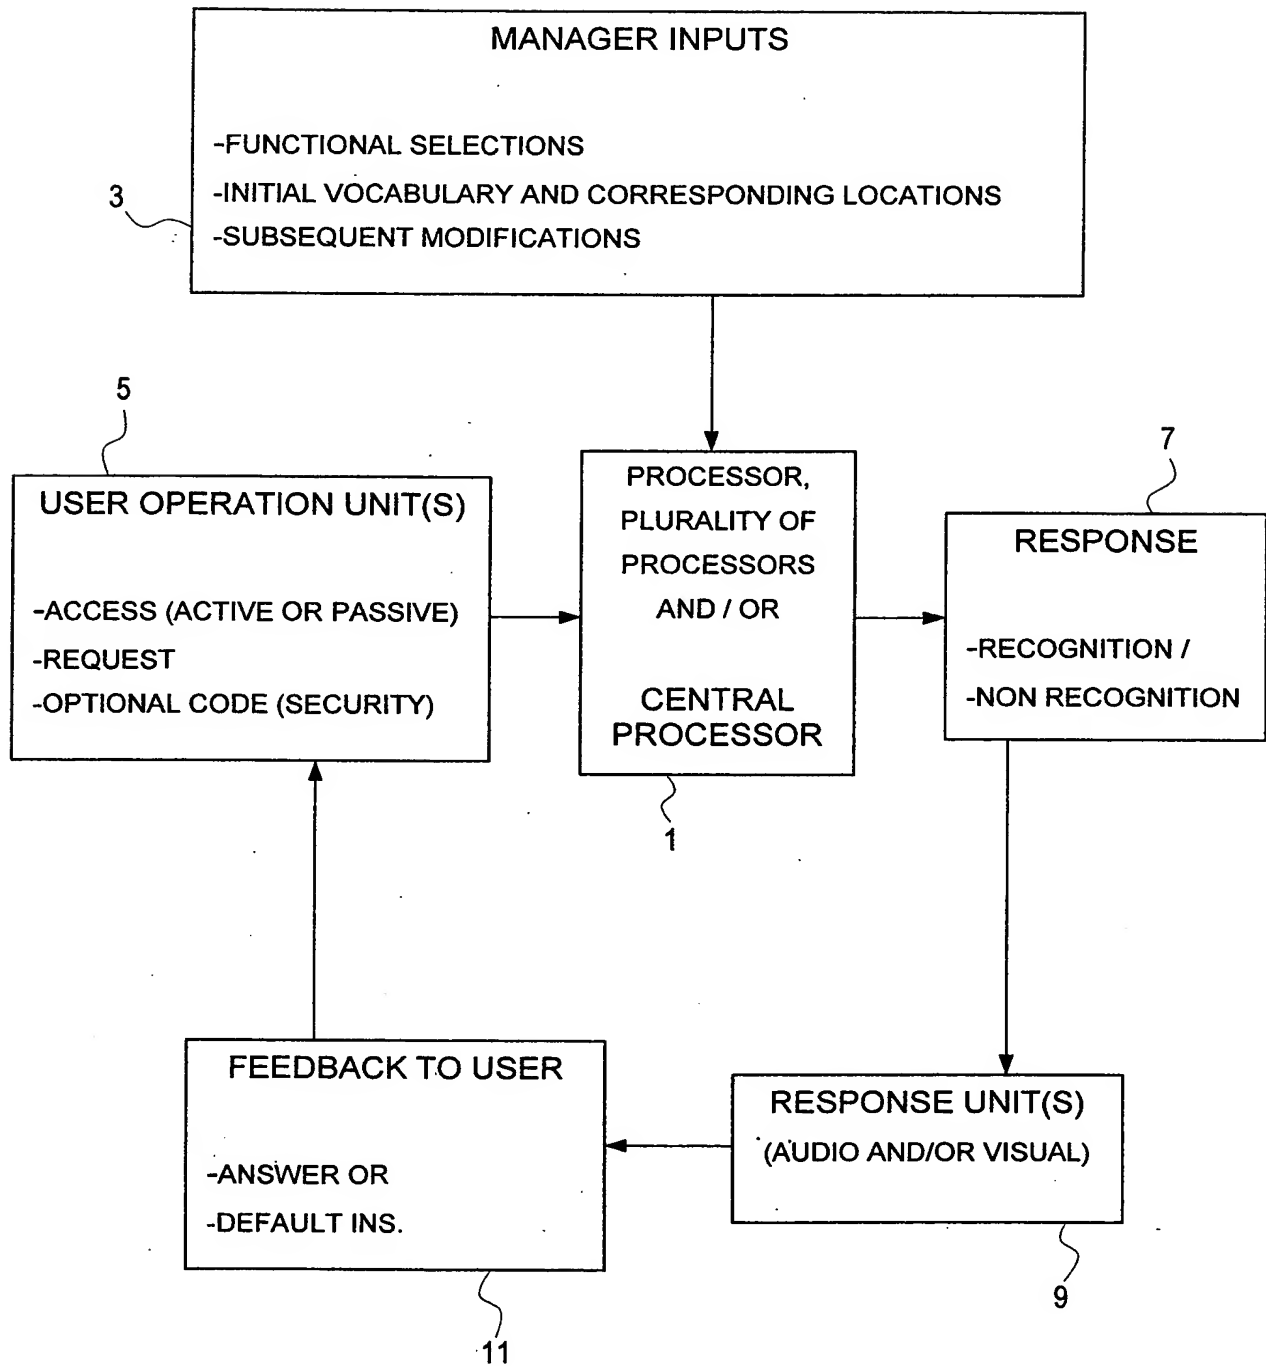 MANAGER INPUTS
-FUNCTIONAL SELECTIONS
-INITIAL VOCABULARY AND CORRESPONDING LOCATIONS
-SUBSEQUENT MODIFICATIONS
3
5
USER OPERATION UNIT(S)
-ACCESS (ACTIVE OR PASSIVE)
-REQUEST
-OPTIONAL CODE (SECURITY)
PROCESSOR,
PLURALITY OF
PROCESSORS
AND / OR
CENTRAL
PROCESSOR
1
7
RESPONSE
-RECOGNITION /
-NON RECOGNITION
FEEDBACK TO USER
-ANSWER OR
-DEFAULT INS.
11
RESPONSE UNIT(S)
(AUDIO AND/OR VISUAL)
9